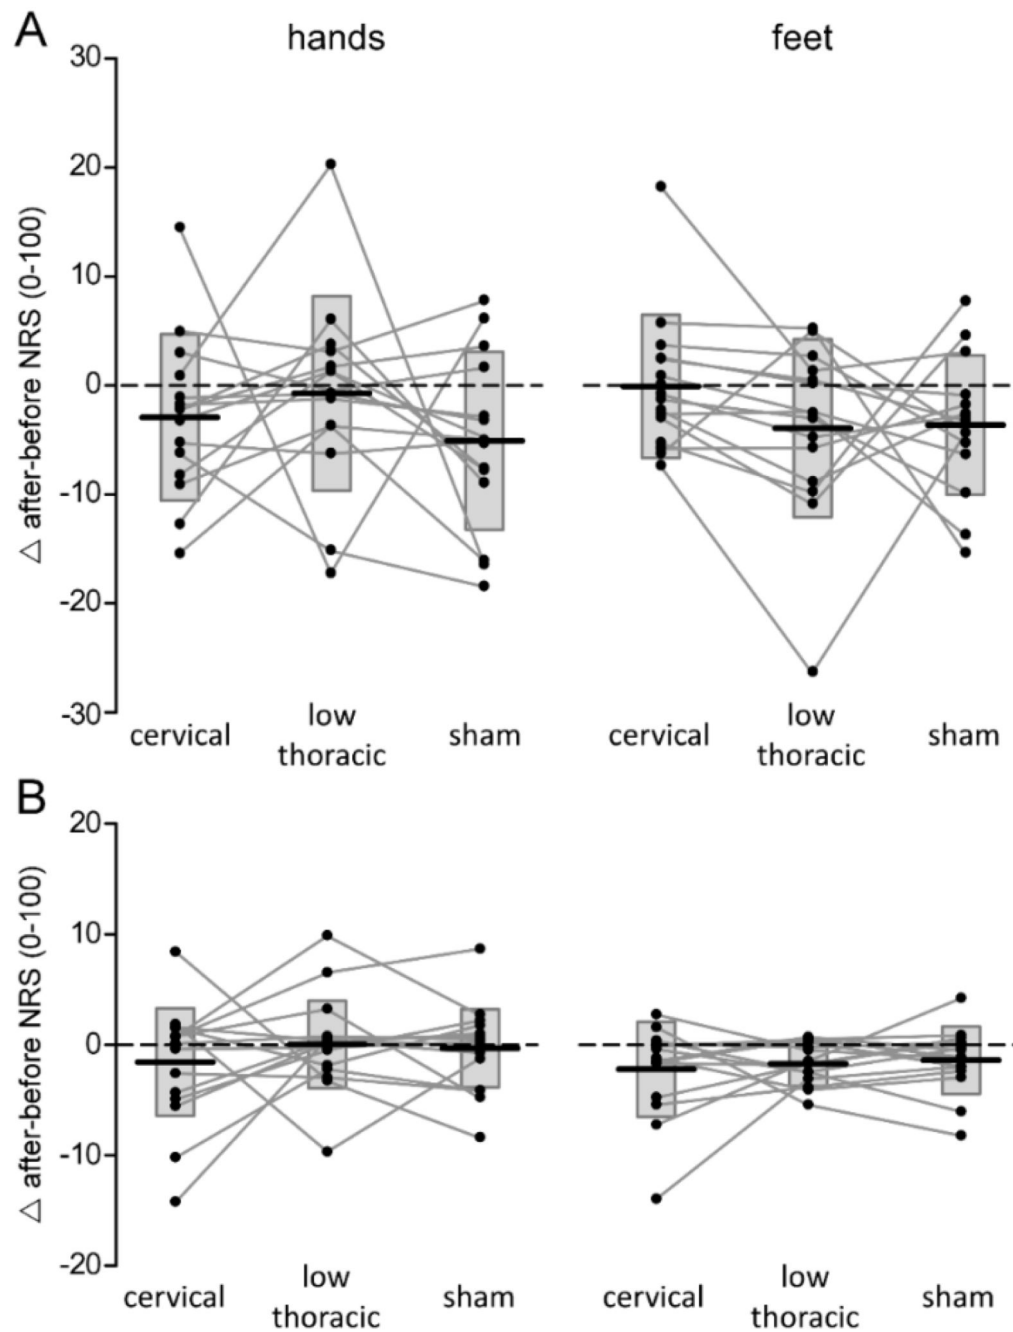 A
hands
feet
△ after-before NRS (0-100)
30
20
10
0
-10
-20
-30
cervical
low
thoracic
sham
cervical
low
thoracic
sham
B
△ after-before NRS (0-100)
20
10
0
-10
-20
cervical
low
thoracic
sham
cervical
low
thoracic
sham